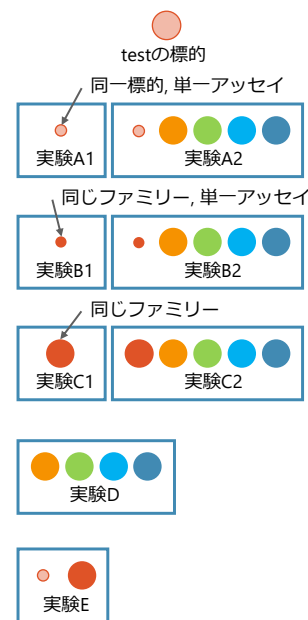 testの標的
同一標的, 単一アッセイ
実験A1
実験A2
同じファミリー, 単一アッセイ
実験B1
実験B2
同じファミリー
実験C1
実験C2
実験D
実験E